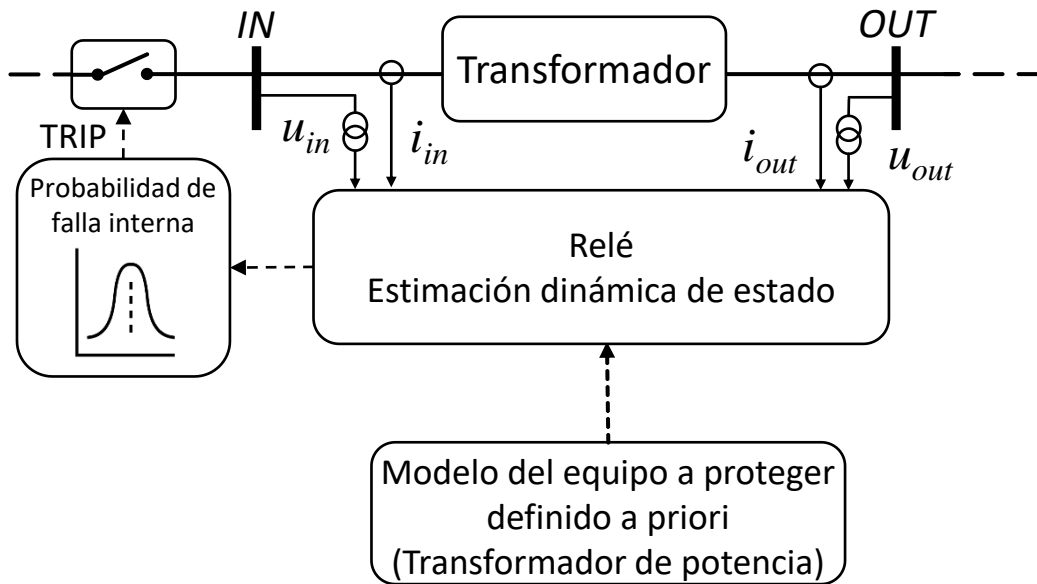 IN
OUT
Transformador
TRIP
u_in
i_in
i_out
u_out
Probabilidad de
falla interna
Relé
Estimación dinámica de estado
Modelo del equipo a proteger
definido a priori
(Transformador de potencia)